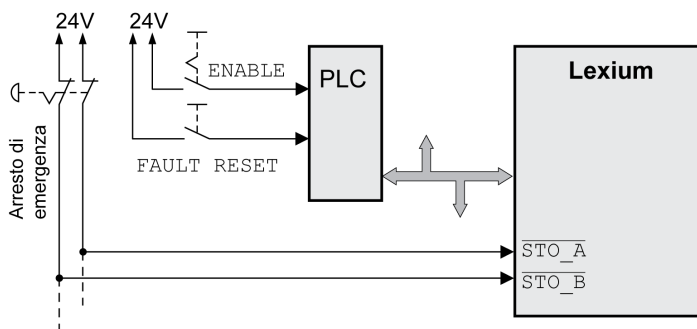 24V 24V
ENABLE
FAULT RESET
Arresto di
emergenza
PLC
Lexium
STO_A
STO_B